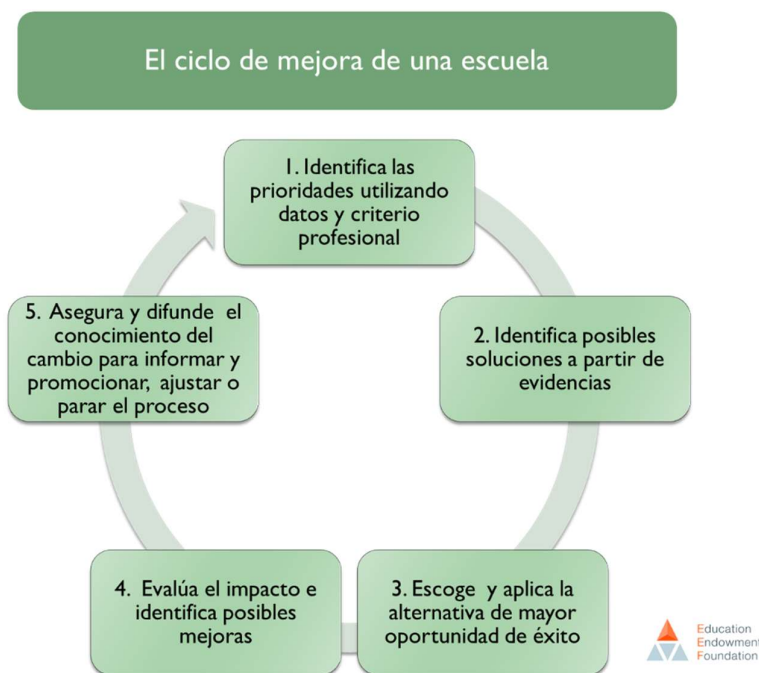 El ciclo de mejora de una escuela
1. Identifica las
prioridades utilizando
datos y criterio
profesional
2. Identifica posibles
soluciones a partir de
evidencias
3. Escoge y aplica la
alternativa de mayor
oportunidad de éxito
4. Evalúa el impacto e
identifica posibles
mejoras
5. Asegura y difunde el
conocimiento del
cambio para informar y
promocionar, ajustar o
parar el proceso
Education
Endowment
Foundation